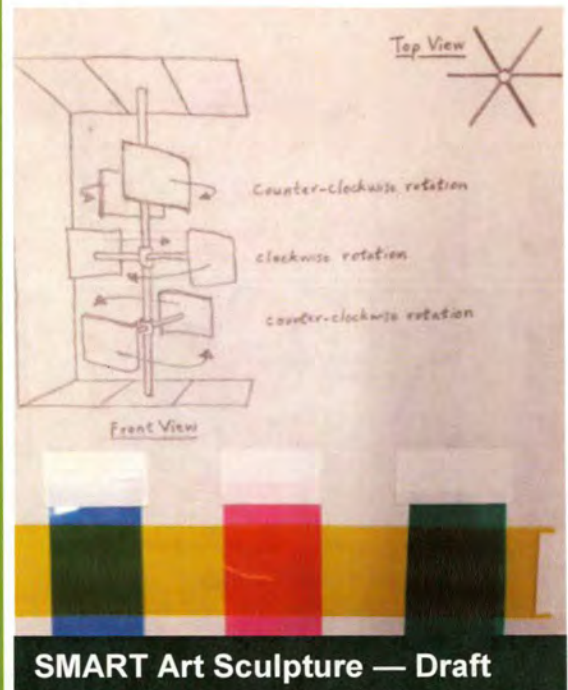 Top View
Counter-clockwise rotation
clockwise rotation
counter-clockwise rotation
Front View
SMART Art Sculpture — Draft